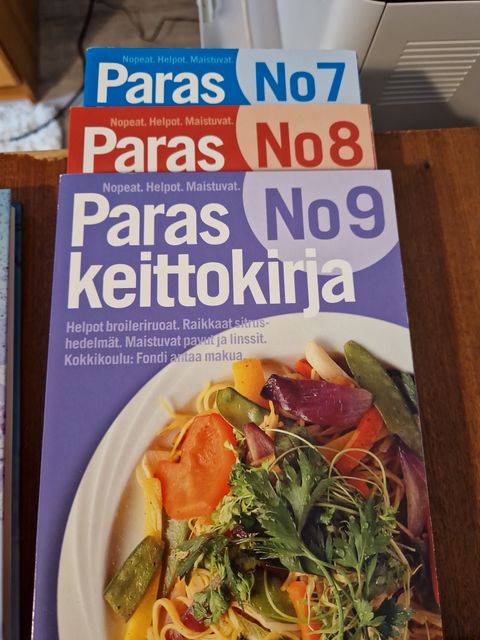 Nopeat. Helpot. Maistuvat.
Paras No7
Nopeat. Helpot. Maistuvat.
Paras No8
Nopeat. Helpot. Maistuvat.
Paras No9
keittokirja
Helpot broileriruoat. Raikkaat sitrus-
hedelmät. Maistuvat pavut ja linssit.
Kokkikoulu: Fondi antaa makua.